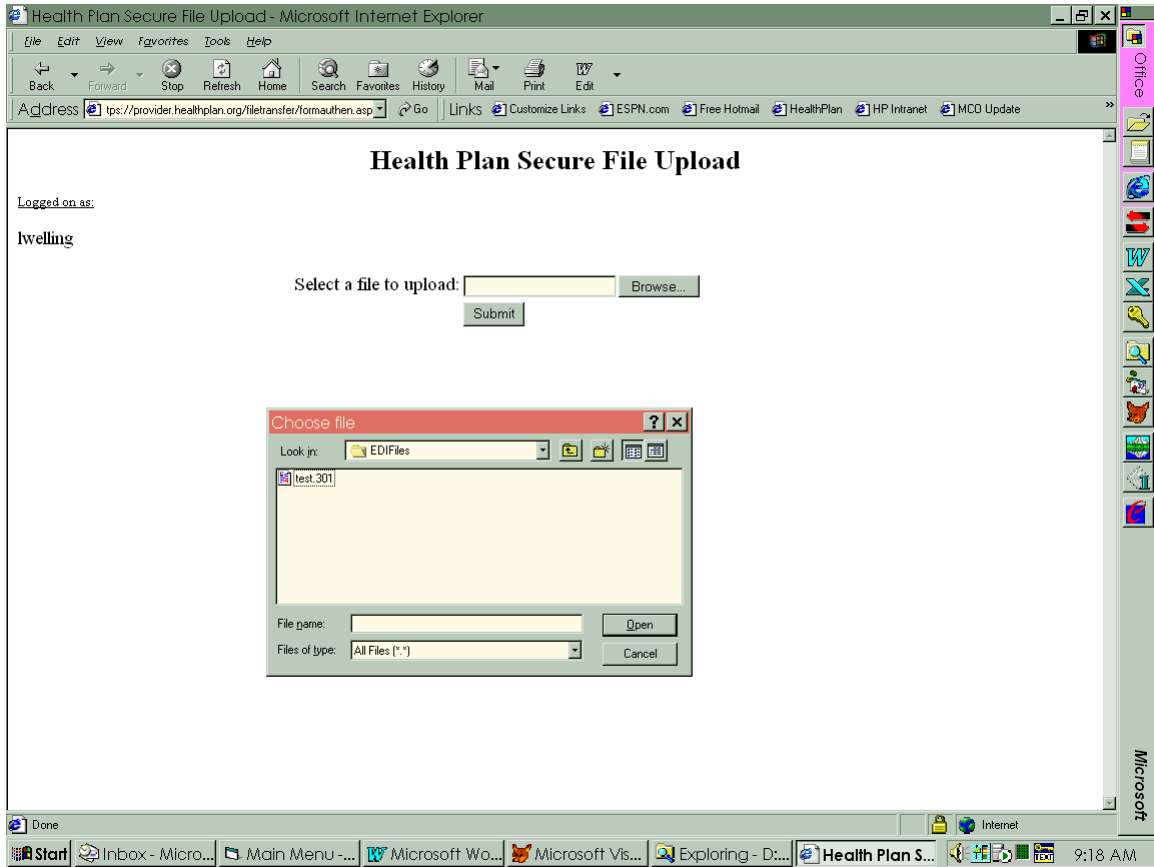 Health Plan Secure File Upload - Microsoft Internet Explorer
File Edit View Favorites Tools Help
Back Forward Stop Refresh Home Search Favorites History Mail Print Edit
Address tps://provider.healthplan.org/filetransfer/formauthen.asp Go Links Customize Links ESPN.com Free Hotmail HealthPlan HP Intranet MCO Update »
Office
Health Plan Secure File Upload
Logged on as:
lwelling
Select a file to upload: Browse...
Submit
Choose file
Look in: EDIFiles
test.301
File name: Open
Files of type: All Files (*.*) Cancel
Microsoft
Done Internet
Start Inbox - Micro... Main Menu -... Microsoft Wo... Microsoft Vis... Exploring - D:... Health Plan S... 9:18 AM